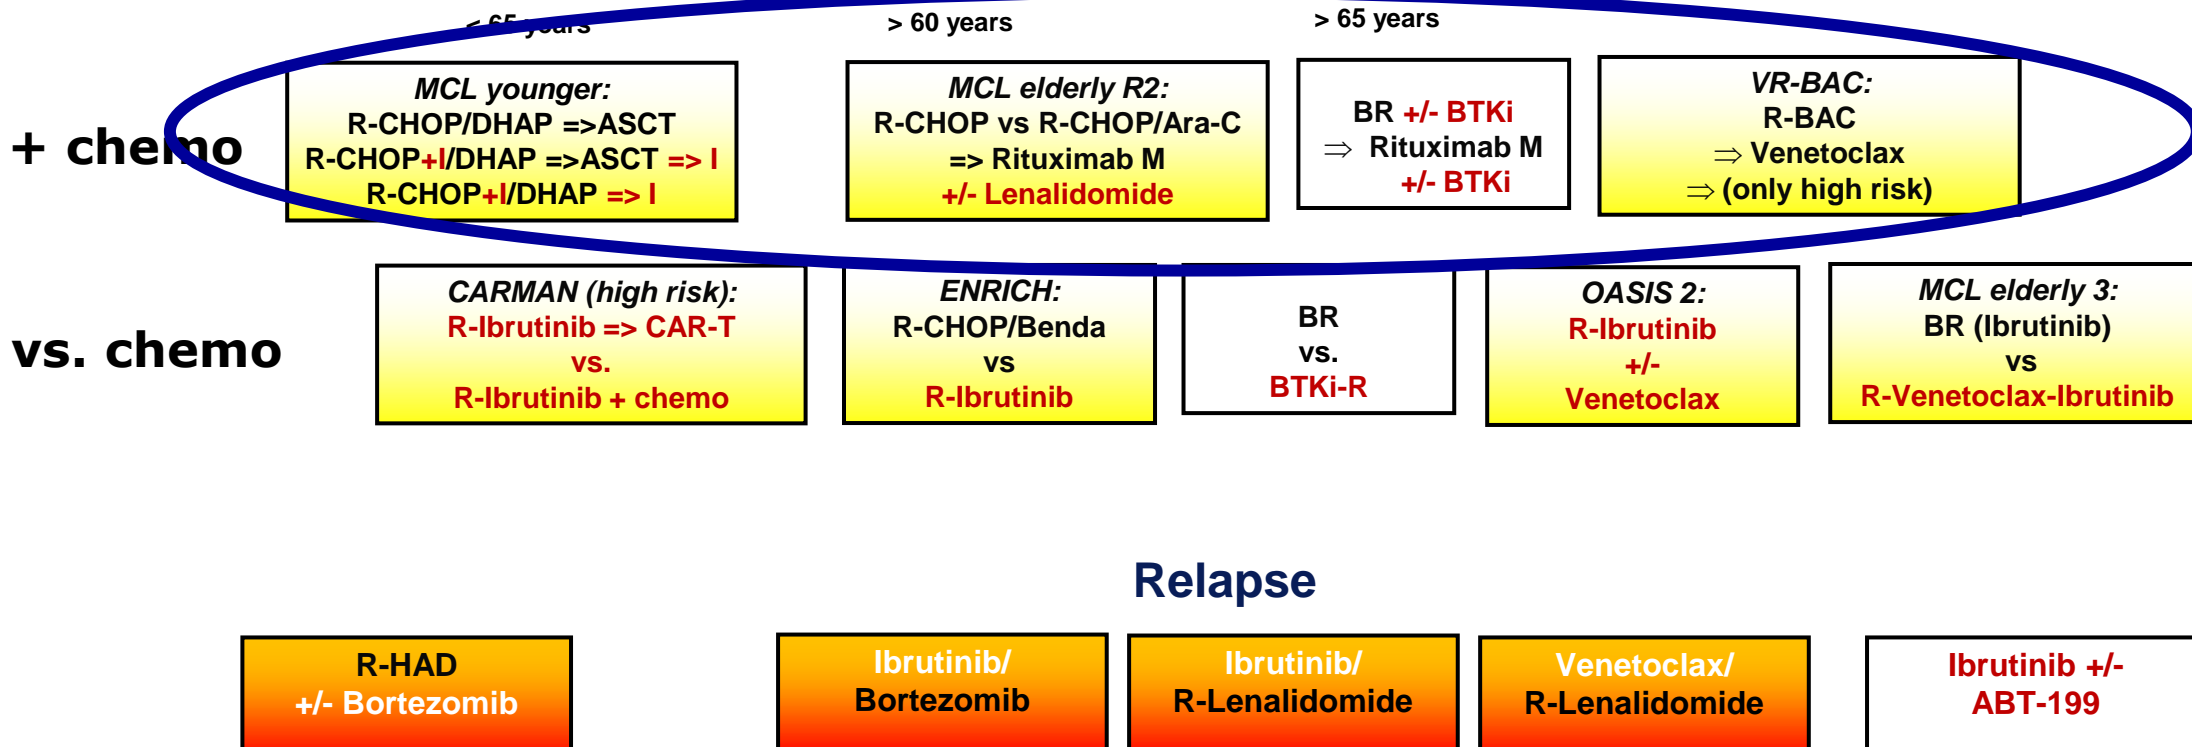 < 65 years
> 60 years
> 65 years
+ chemo
MCL younger:
R-CHOP/DHAP =>ASCT
R-CHOP+I/DHAP =>ASCT => I
R-CHOP+I/DHAP => I
MCL elderly R2:
R-CHOP vs R-CHOP/Ara-C
=> Rituximab M
+/- Lenalidomide
BR +/- BTKi
⇒ Rituximab M
+/- BTKi
VR-BAC:
R-BAC
⇒ Venetoclax
⇒ (only high risk)
vs. chemo
CARMAN (high risk):
R-Ibrutinib => CAR-T
vs.
R-Ibrutinib + chemo
ENRICH:
R-CHOP/Benda
vs
R-Ibrutinib
BR
vs.
BTKi-R
OASIS 2:
R-Ibrutinib
+/-
Venetoclax
MCL elderly 3:
BR (Ibrutinib)
vs
R-Venetoclax-Ibrutinib
Relapse
R-HAD
+/- Bortezomib
Ibrutinib/
Bortezomib
Ibrutinib/
R-Lenalidomide
Venetoclax/
R-Lenalidomide
Ibrutinib +/-
ABT-199